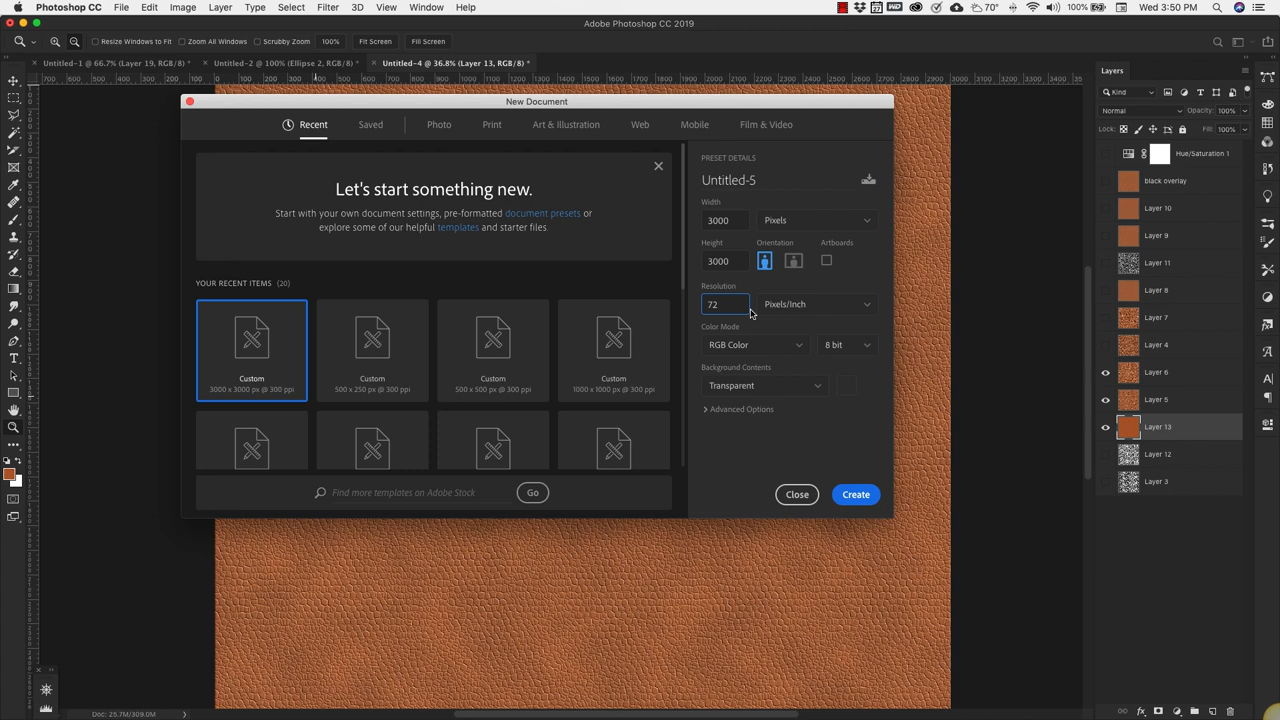 Photoshop CC File Edit Image Layer Type Select Filter 3D View Window Help 70° 100% Wed 3:50 PM
Adobe Photoshop CC 2019
Resize Windows to Fit Zoom All Windows Scrubby Zoom 100% Fit Screen Fill Screen
Untitled-1 @ 66.7% (Layer 19, RGB/8) * Untitled-2 @ 100% (Ellipse 2, RGB/8) * Untitled-4 @ 36.8% (Layer 13, RGB/8) *
New Document
Recent Saved Photo Print Art & Illustration Web Mobile Film & Video
Let's start something new.
Start with your own document settings, pre-formatted document presets or
explore some of our helpful templates and starter files.
YOUR RECENT ITEMS (20)
Custom
3000 x 3000 px @ 300 ppi
Custom
500 x 250 px @ 300 ppi
Custom
500 x 500 px @ 300 ppi
Custom
1000 x 1000 px @ 300 ppi
Find more templates on Adobe Stock Go
PRESET DETAILS
Untitled-5
Width
3000 Pixels
Height Orientation Artboards
3000
Resolution
72 Pixels/Inch
Color Mode
RGB Color 8 bit
Background Contents
Transparent
Advanced Options
Close Create
Layers
Kind
Normal Opacity: 100%
Lock: Fill: 100%
Hue/Saturation 1
black overlay
Layer 10
Layer 9
Layer 11
Layer 8
Layer 7
Layer 4
Layer 6
Layer 5
Layer 13
Layer 12
Layer 3
Doc: 25.7M/309.0M